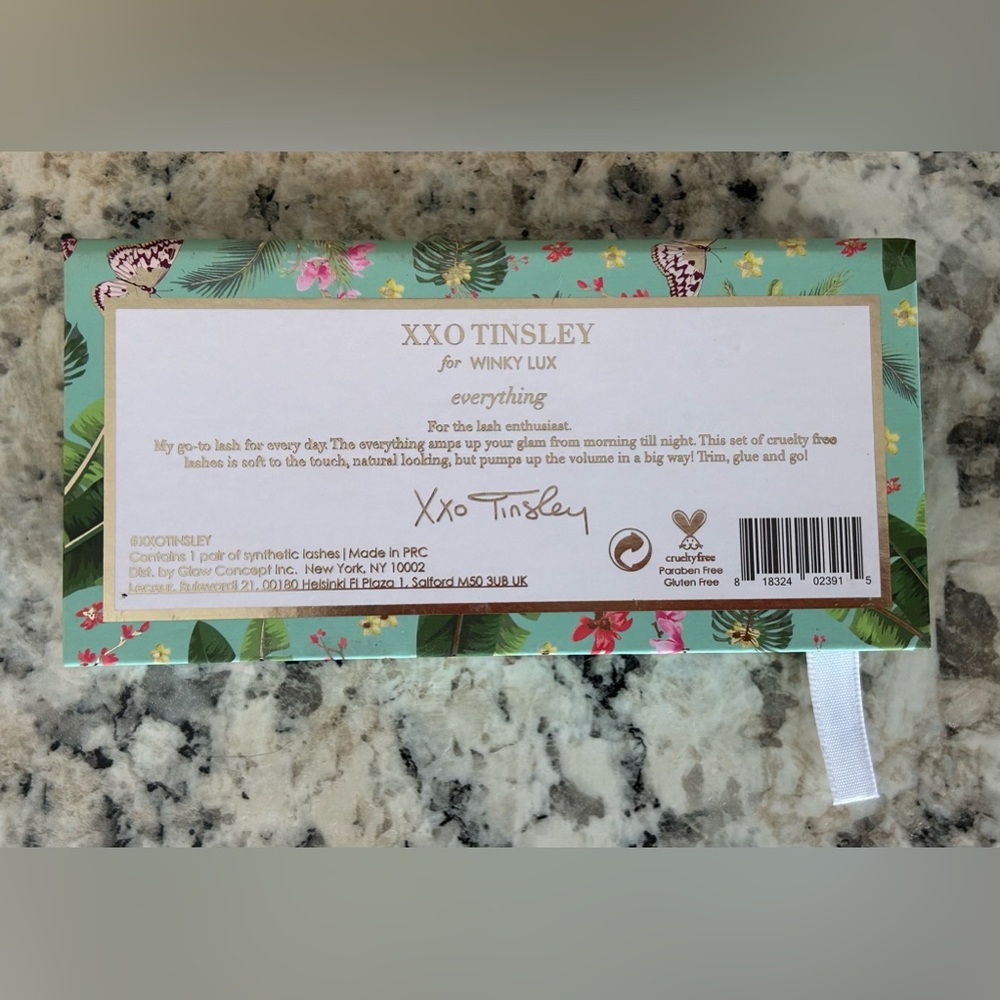 XXO TINSLEY
for WINKY LUX
everything
For the lash enthusiast.
My go-to lash for every day. The everything amps up your glam from morning till night. This set of cruelty free
lashes is soft to the touch, natural looking, but pumps up the volume in a big way! Trim, glue and go!
Xxo Tinsley
#XXOTINSLEY
Contains 1 pair of synthetic lashes | Made in PRC
Dist. by Glow Concept Inc. New York, NY 10002
21, 00180 Helsinki FI Plaza 1, Salford M50 3UB UK
crueltyfree
Paraben Free
Gluten Free
8 18324 02391 5